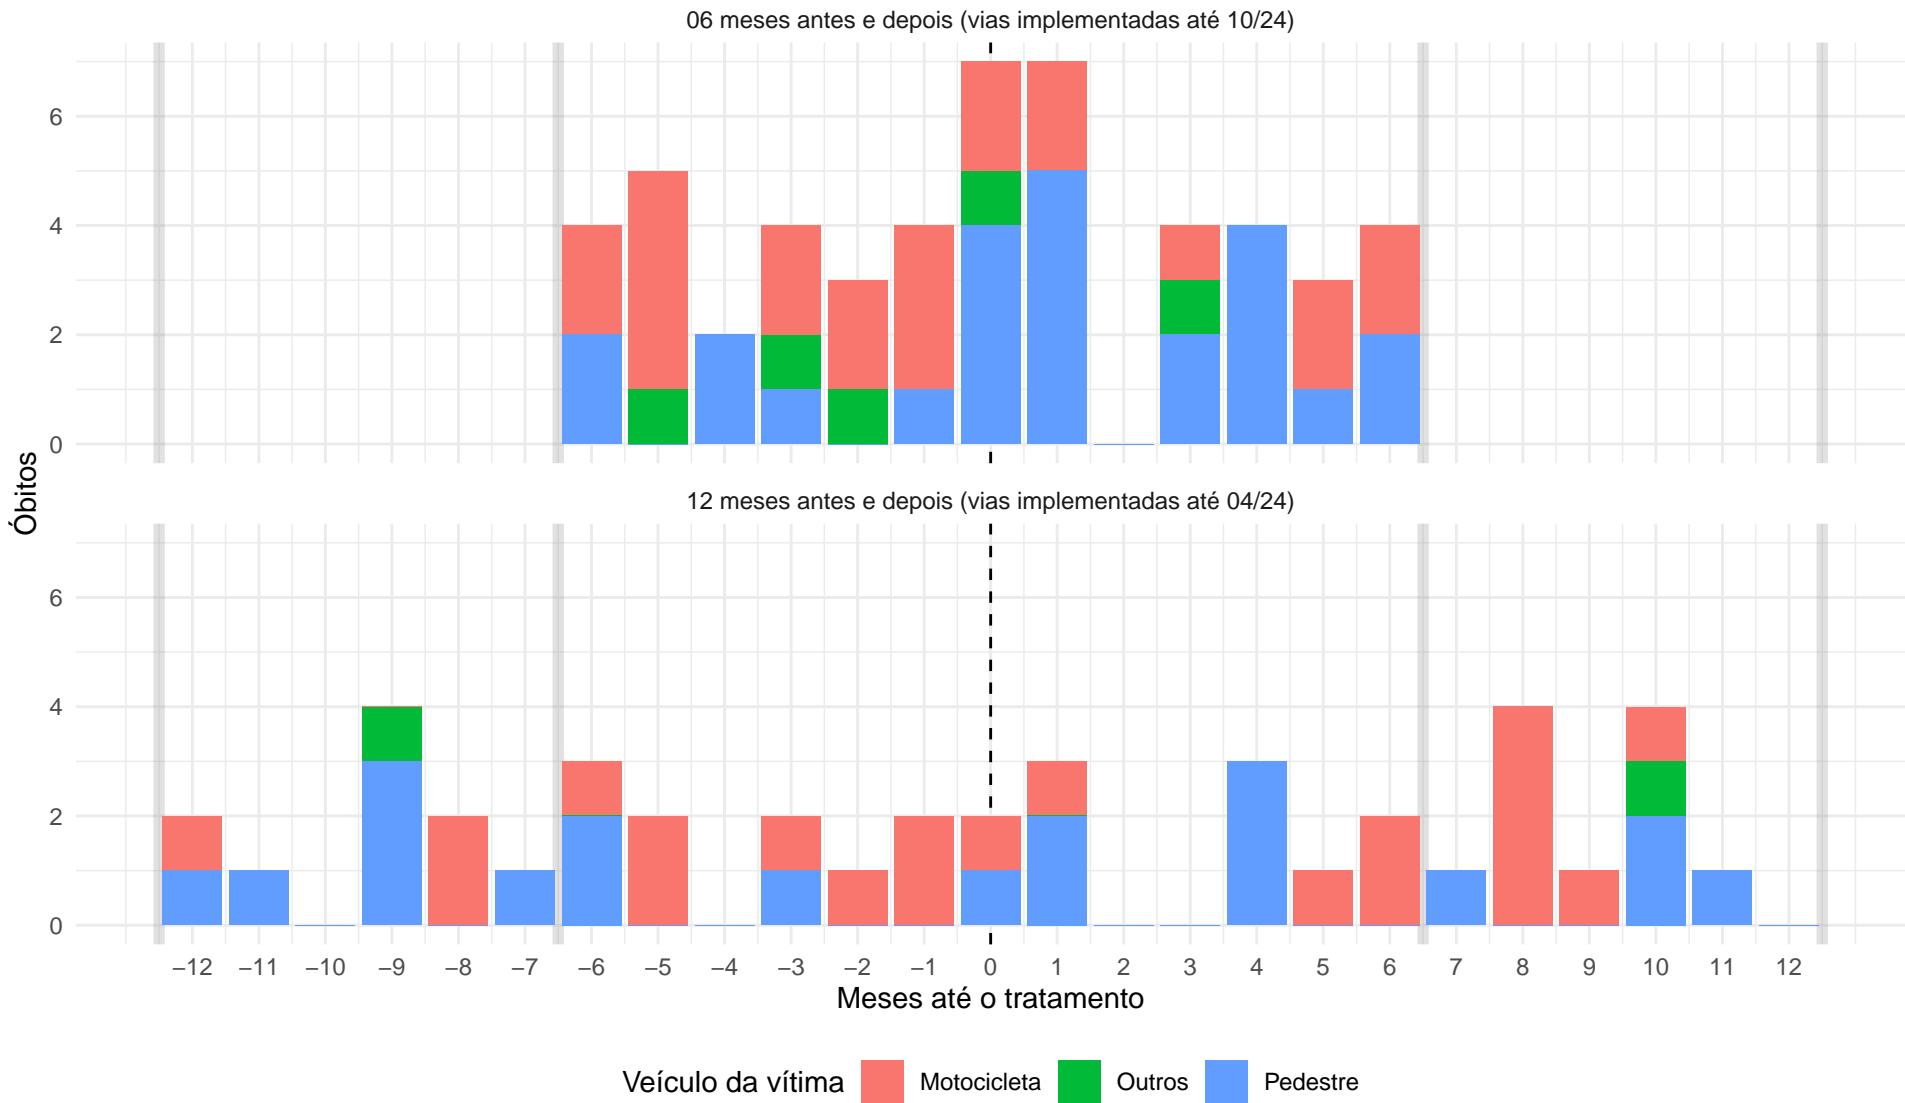 06 meses antes e depois (vias implementadas até 10/24)
6
4
2
0
Óbitos
12 meses antes e depois (vias implementadas até 04/24)
6
4
2
0
−12 −11 −10 −9 −8 −7 −6 −5 −4 −3 −2 −1 0 1 2 3 4 5 6 7 8 9 10 11 12
Meses até o tratamento
Veículo da vítima Motocicleta Outros Pedestre